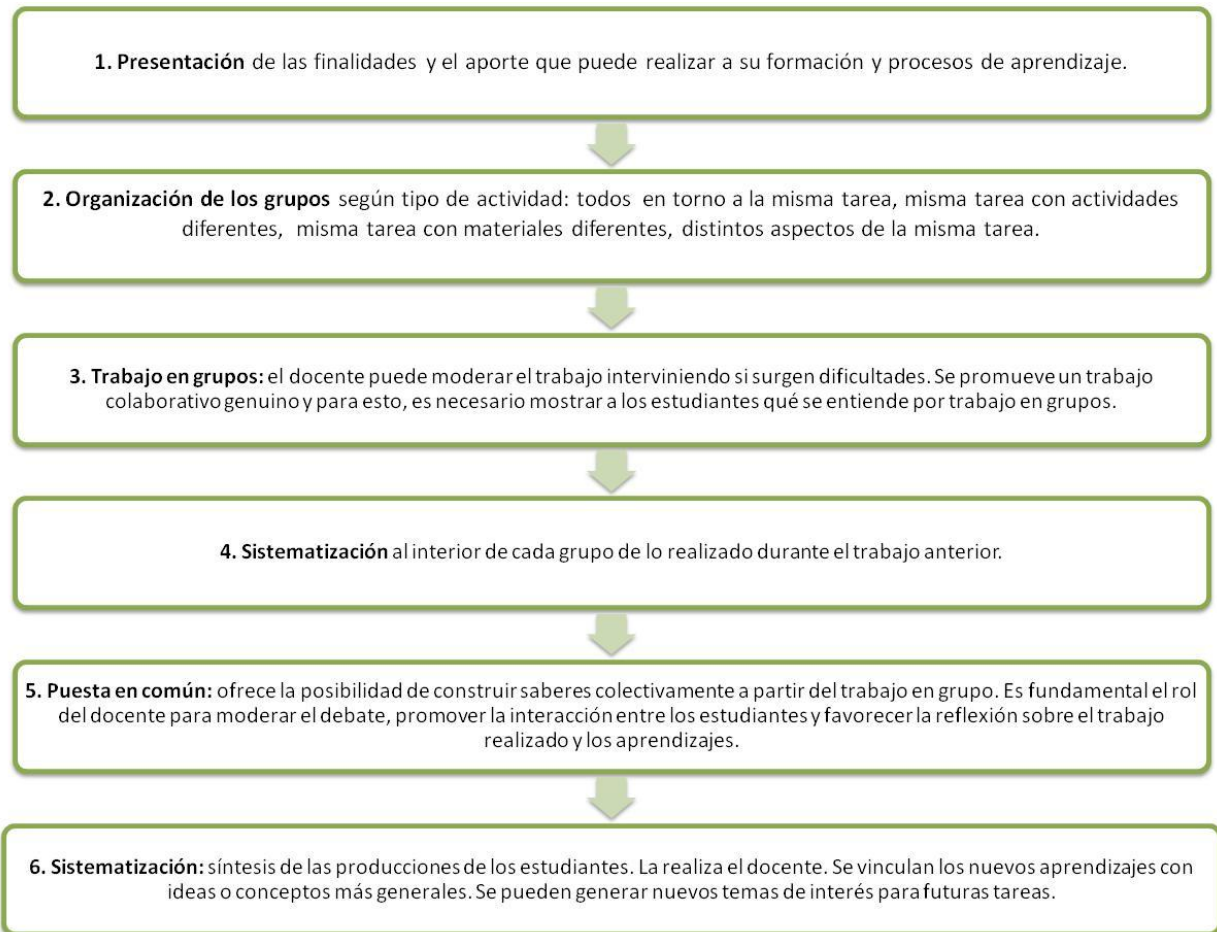 1. Presentación de las finalidades y el aporte que puede realizar a su formación y procesos de aprendizaje.
2. Organización de los grupos según tipo de actividad: todos en torno a la misma tarea, misma tarea con actividades
diferentes, misma tarea con materiales diferentes, distintos aspectos de la misma tarea.
3. Trabajo en grupos: el docente puede moderar el trabajo interviniendo si surgen dificultades. Se promueve un trabajo
colaborativo genuino y para esto, es necesario mostrar a los estudiantes qué se entiende por trabajo en grupos.
4. Sistematización al interior de cada grupo de lo realizado durante el trabajo anterior.
5. Puesta en común: ofrece la posibilidad de construir saberes colectivamente a partir del trabajo en grupo. Es fundamental el rol
del docente para moderar el debate, promover la interacción entre los estudiantes y favorecer la reflexión sobre el trabajo
realizado y los aprendizajes.
6. Sistematización: síntesis de las producciones de los estudiantes. La realiza el docente. Se vinculan los nuevos aprendizajes con
ideas o conceptos más generales. Se pueden generar nuevos temas de interés para futuras tareas.